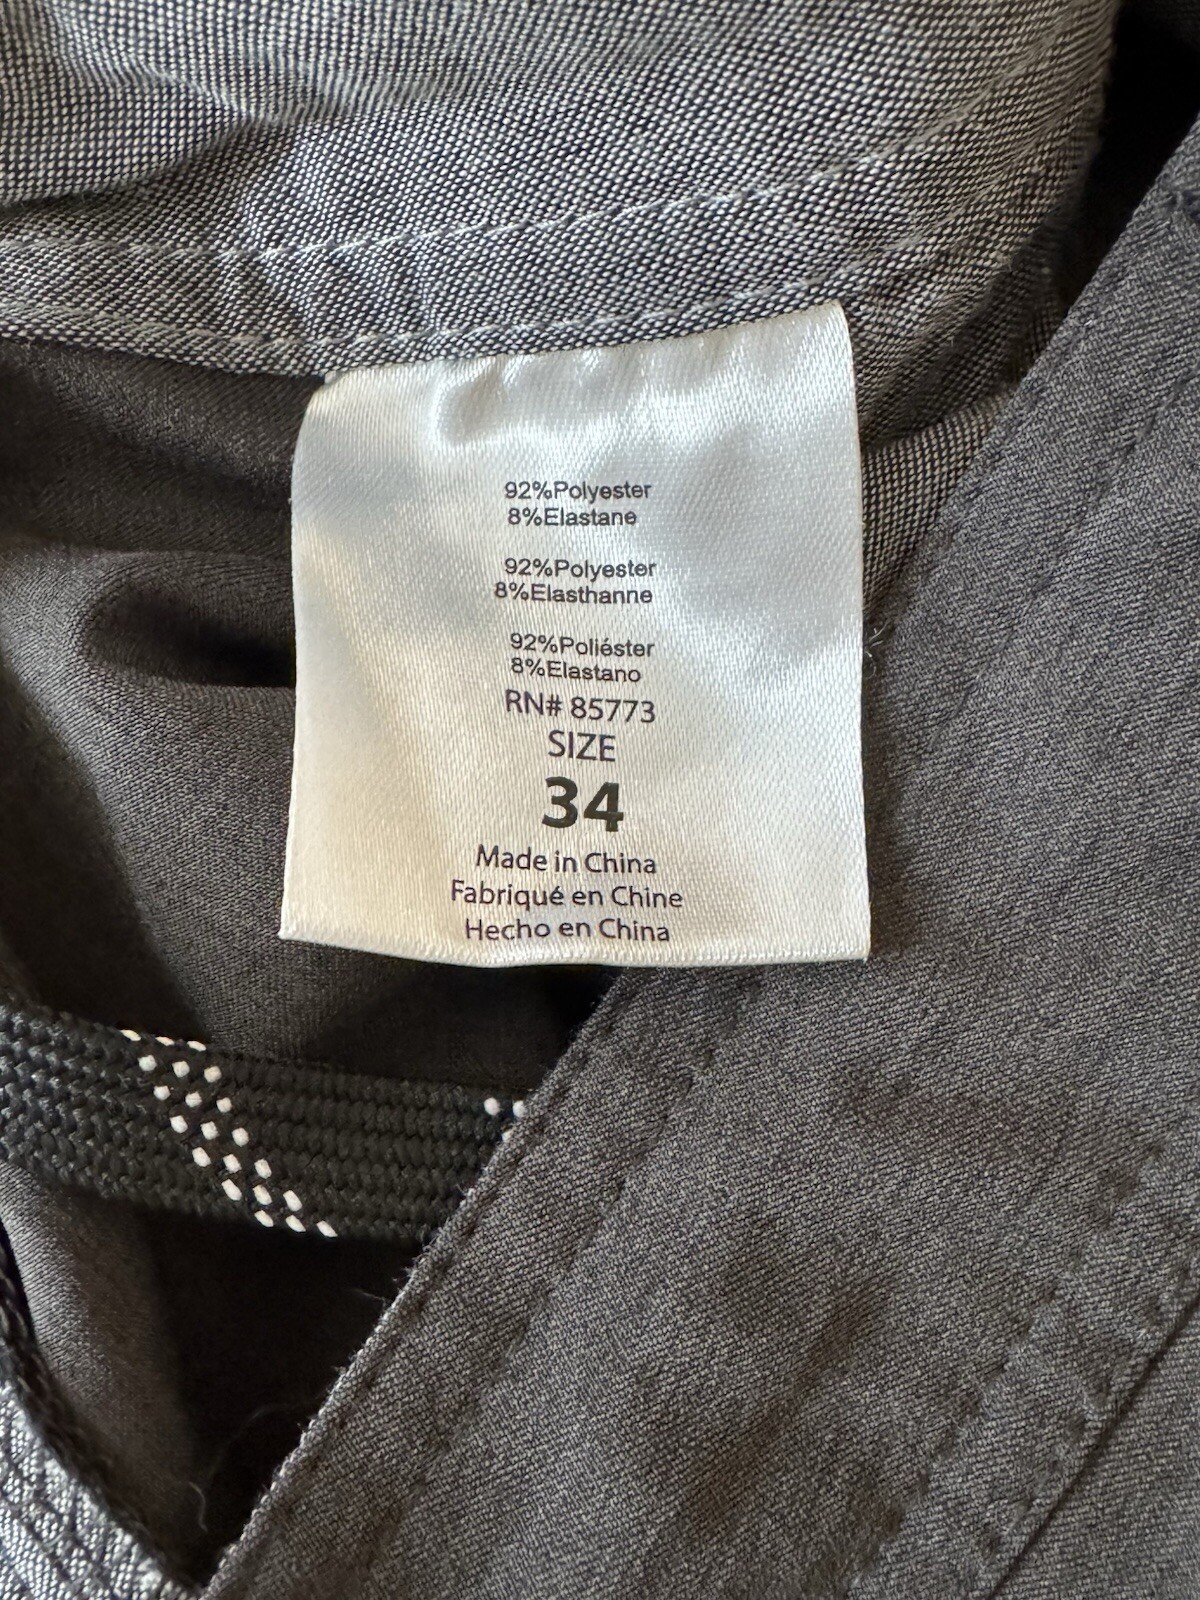 92%Polyester
8%Elastane
92%Polyester
8%Elasthanne
92%Poliéster
8%Elastano
RN# 85773
SIZE
34
Made in China
Fabriqué en Chine
Hecho en China